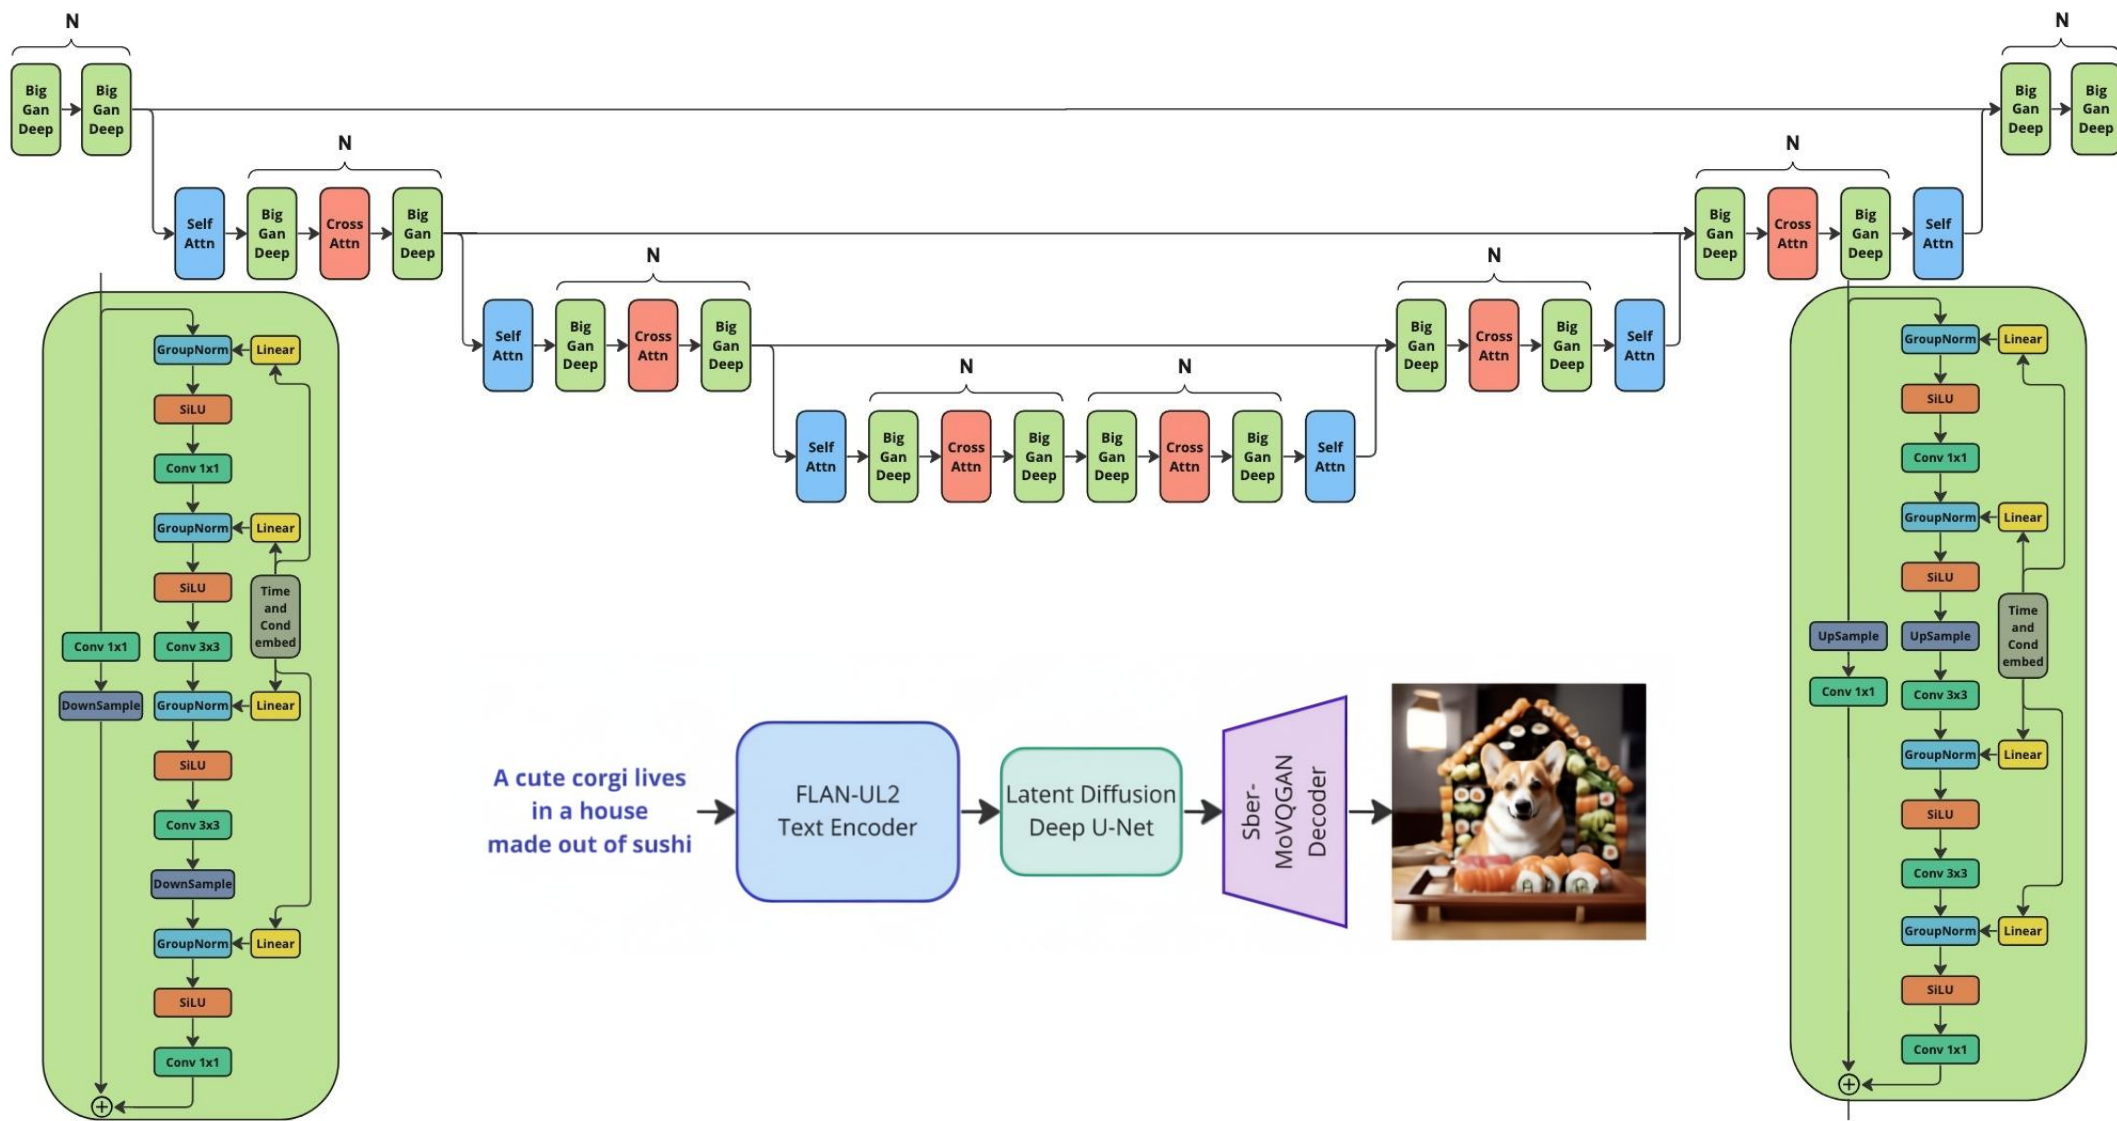 N
N
Big
Gan
Deep
Big
Gan
Deep
Big
Gan
Deep
Big
Gan
Deep
N
N
Self
Attn
Big
Gan
Deep
Cross
Attn
Big
Gan
Deep
Big
Gan
Deep
Cross
Attn
Big
Gan
Deep
Self
Attn
N
N
Self
Attn
Big
Gan
Deep
Cross
Attn
Big
Gan
Deep
Big
Gan
Deep
Cross
Attn
Big
Gan
Deep
Self
Attn
N
N
Self
Attn
Big
Gan
Deep
Cross
Attn
Big
Gan
Deep
Big
Gan
Deep
Cross
Attn
Big
Gan
Deep
Self
Attn
GroupNorm
Linear
SiLU
Conv 1x1
GroupNorm
Linear
SiLU
Time
and
Cond
embed
Conv 1x1
Conv 3x3
DownSample
GroupNorm
Linear
SiLU
Conv 3x3
DownSample
GroupNorm
Linear
SiLU
Conv 1x1
A cute corgi lives
in a house
made out of sushi
FLAN-UL2
Text Encoder
Latent Diffusion
Deep U-Net
Sber-
MoVQGAN
Decoder
GroupNorm
Linear
SiLU
Conv 1x1
GroupNorm
Linear
SiLU
Time
and
Cond
embed
UpSample
UpSample
Conv 1x1
Conv 3x3
GroupNorm
Linear
SiLU
Conv 3x3
GroupNorm
Linear
SiLU
Conv 1x1